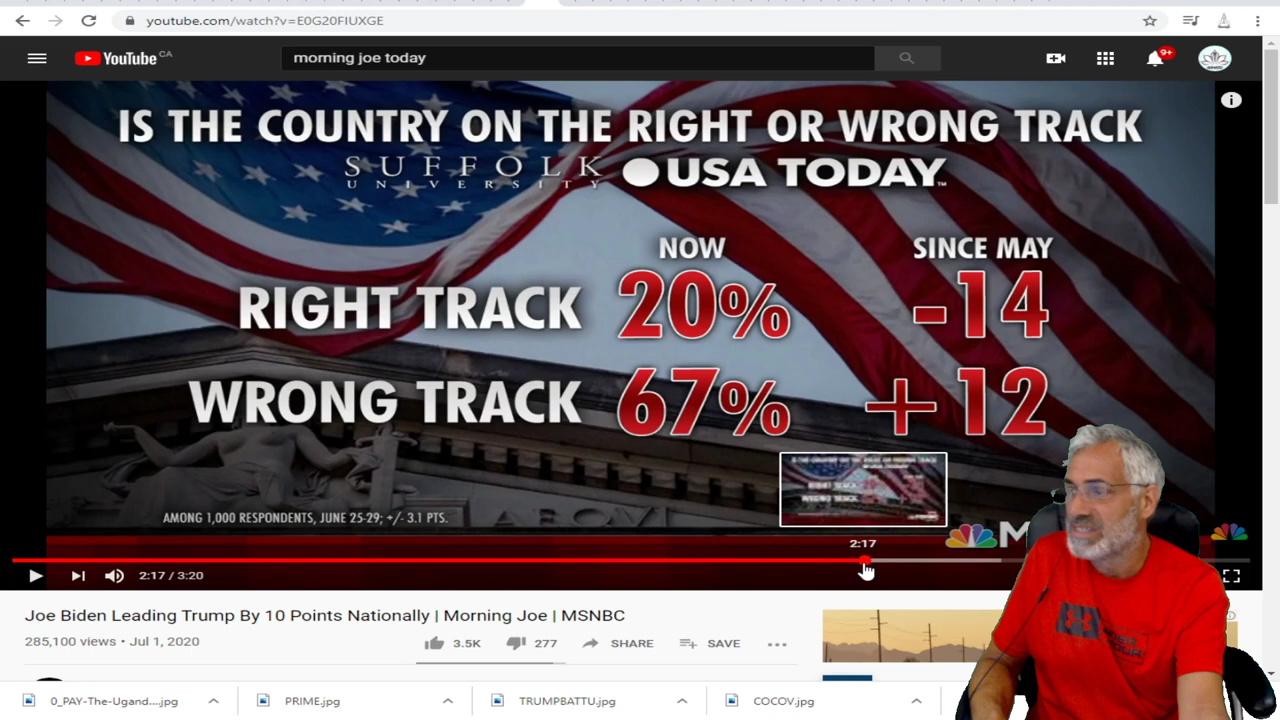 youtube.com/watch?v=E0G20FIUXGE
YouTube CA
morning joe today
9+
IS THE COUNTRY ON THE RIGHT OR WRONG TRACK
SUFFOLK
UNIVERSITY
USA TODAY™
NOW
SINCE MAY
RIGHT TRACK 20% -14
WRONG TRACK 67% +12
AMONG 1,000 RESPONDENTS, JUNE 25-29; +/- 3.1 PTS.
2:17
2:17 / 3:20
Joe Biden Leading Trump By 10 Points Nationally | Morning Joe | MSNBC
285,100 views • Jul 1, 2020
3.5K
277
SHARE
SAVE
0_PAY-The-Ugand....jpg
PRIME.jpg
TRUMPBATTU.jpg
COCOV.jpg